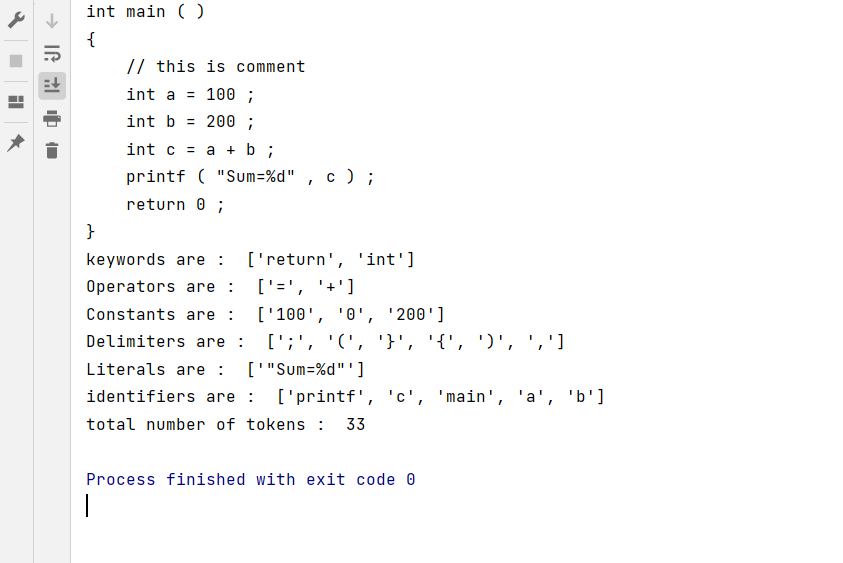 int main ( )
{
    // this is comment
    int a = 100 ;
    int b = 200 ;
    int c = a + b ;
    printf ( "Sum=%d" , c ) ;
    return 0 ;
}
keywords are :  ['return', 'int']
Operators are :  ['=', '+']
Constants are :  ['100', '0', '200']
Delimiters are :  [';', '(', '}', '{', ')', ',']
Literals are :  ['"Sum=%d"']
identifiers are :  ['printf', 'c', 'main', 'a', 'b']
total number of tokens :  33
Process finished with exit code 0